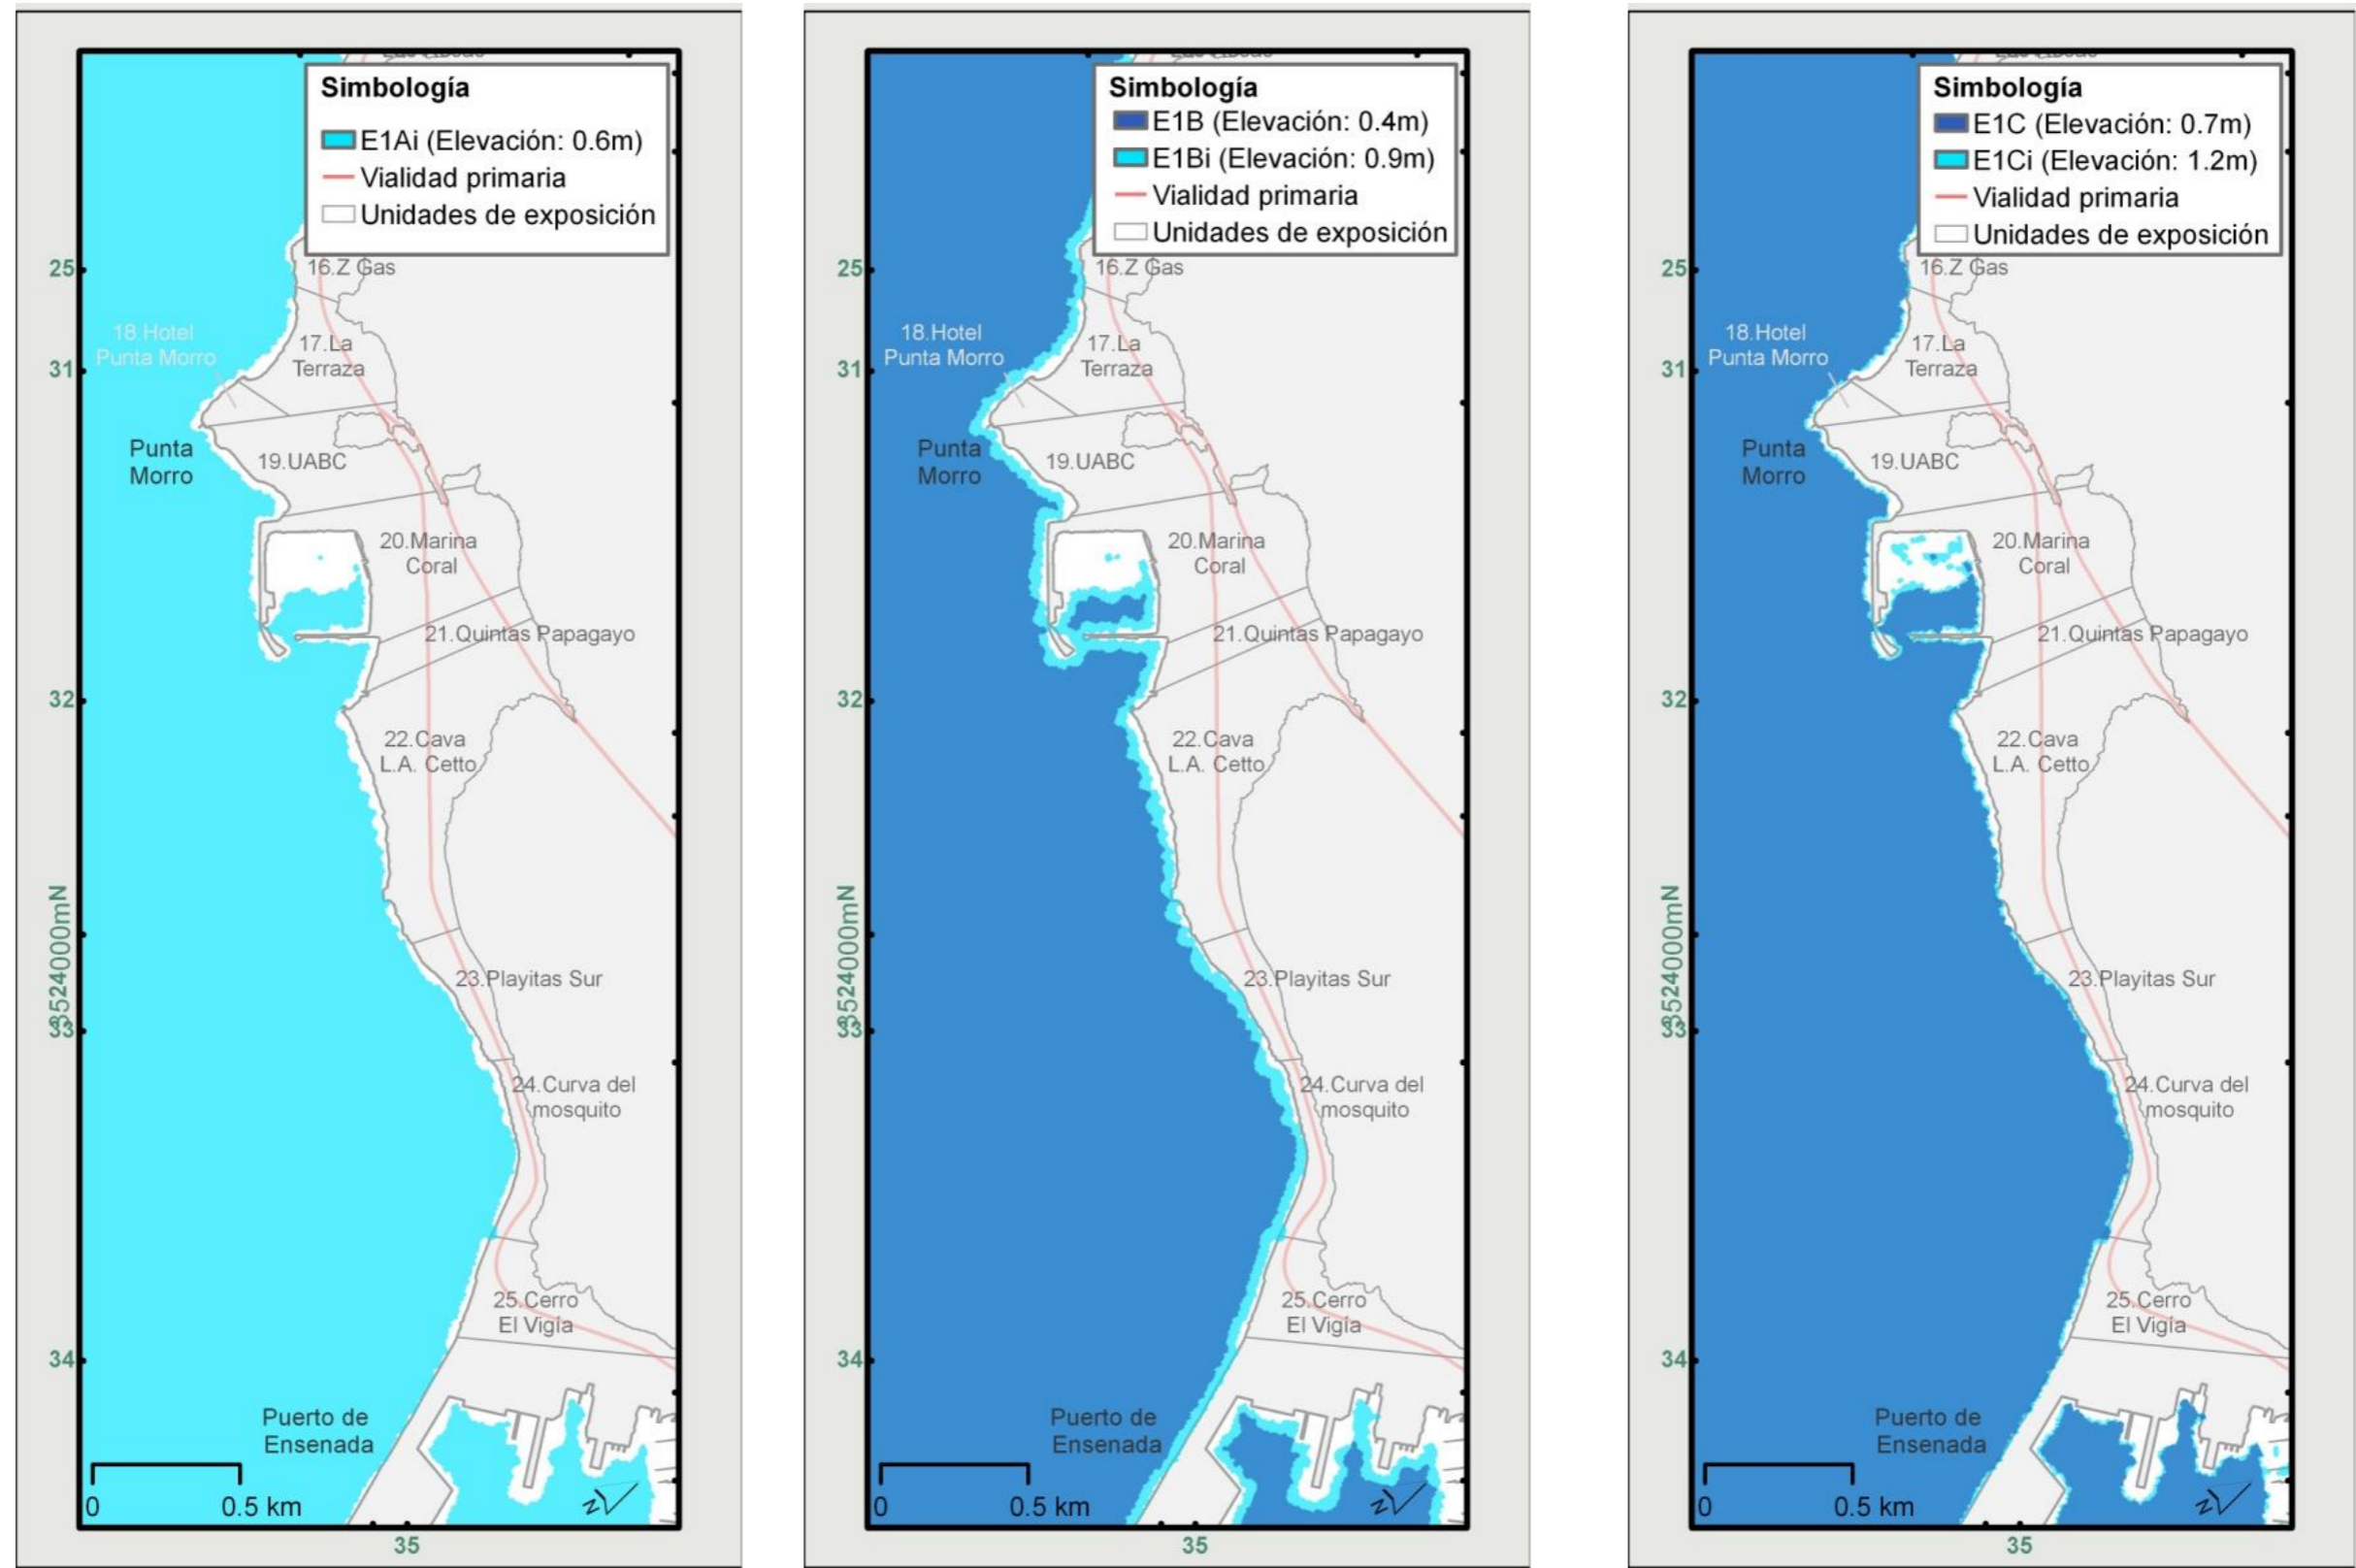 Simbología
E1Ai (Elevación: 0.6m)
Vialidad primaria
Unidades de exposición
25
16.Z Gas
18.Hotel
Punta Morro
17.La
Terraza
31
Punta
Morro
19.UABC
20.Marina
Coral
21.Quintas Papagayo
32
22.Cava
L.A. Cetto
3524000mN
23.Playitas Sur
33
24.Curva del
mosquito
25.Cerro
El Vigía
34
Puerto de
Ensenada
0
0.5 km
N
35
Simbología
E1B (Elevación: 0.4m)
E1Bi (Elevación: 0.9m)
Vialidad primaria
Unidades de exposición
25
16.Z Gas
18.Hotel
Punta Morro
17.La
Terraza
31
Punta
Morro
19.UABC
20.Marina
Coral
21.Quintas Papagayo
32
22.Cava
L.A. Cetto
3524000mN
23.Playitas Sur
33
24.Curva del
mosquito
25.Cerro
El Vigía
34
Puerto de
Ensenada
0
0.5 km
N
35
Simbología
E1C (Elevación: 0.7m)
E1Ci (Elevación: 1.2m)
Vialidad primaria
Unidades de exposición
25
16.Z Gas
18.Hotel
Punta Morro
17.La
Terraza
31
Punta
Morro
19.UABC
20.Marina
Coral
21.Quintas Papagayo
32
22.Cava
L.A. Cetto
3524000mN
23.Playitas Sur
33
24.Curva del
mosquito
25.Cerro
El Vigía
34
Puerto de
Ensenada
0
0.5 km
N
35